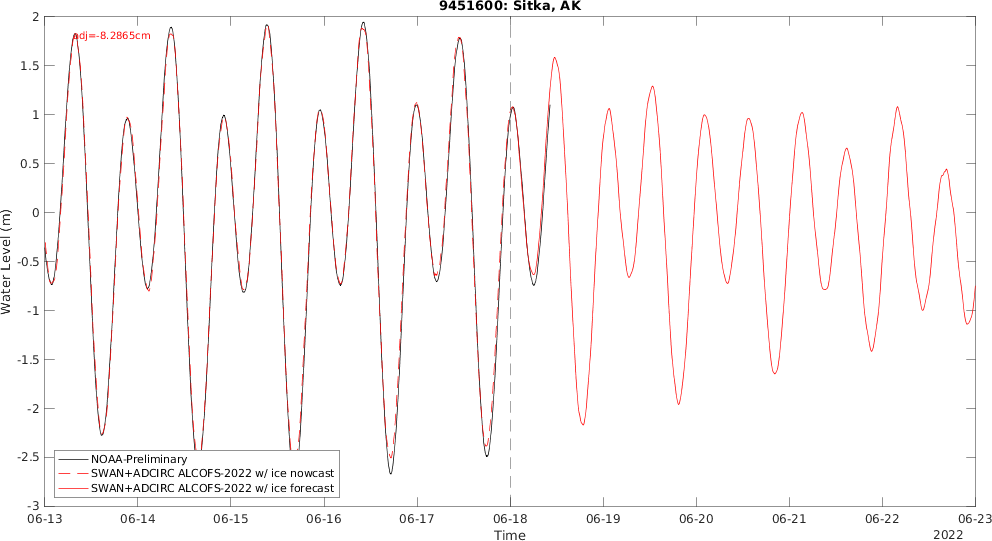 9451600: Sitka, AK
2
adj=-8.2865cm
1.5
1
0.5
0
-0.5
-1
-1.5
-2
-2.5
-3
Water Level (m)
NOAA-Preliminary
SWAN+ADCIRC ALCOFS-2022 w/ ice nowcast
SWAN+ADCIRC ALCOFS-2022 w/ ice forecast
06-13 06-14 06-15 06-16 06-17 06-18 06-19 06-20 06-21 06-22 06-23
Time
2022